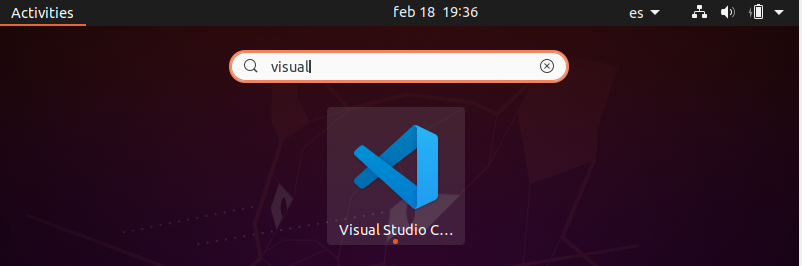 Activities
feb 18 19:36
es
visual
Visual Studio C...